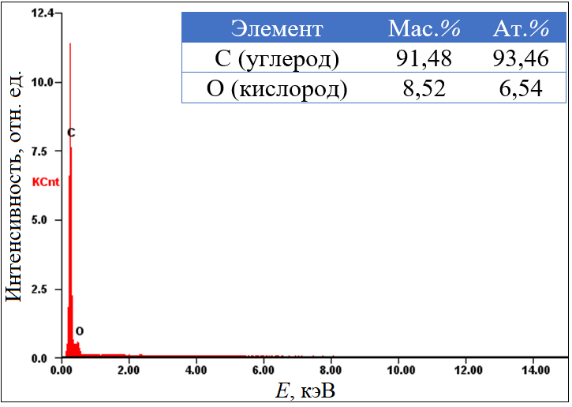 Элемент Мас.% Ат.%
С (углерод) 91,48 93,46
О (кислород) 8,52 6,54
Интенсивность, отн. ед.
12.4
10.0
7.5
5.0
2.5
0.0
KCnt
C
O
0.00 2.00 4.00 6.00 8.00 10.00 12.00 14.00
E, кэВ